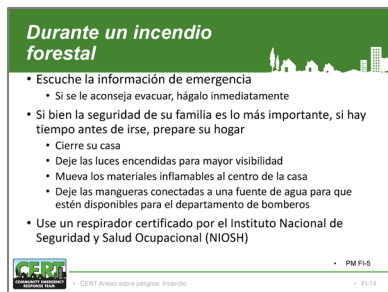 Durante un incendio
forestal
• Escuche la información de emergencia
• Si se le aconseja evacuar, hágalo inmediatamente
• Si bien la seguridad de su familia es lo más importante, si hay
tiempo antes de irse, prepare su hogar
• Cierre su casa
• Deje las luces encendidas para mayor visibilidad
• Mueva los materiales inflamables al centro de la casa
• Deje las mangueras conectadas a una fuente de agua para que
estén disponibles para el departamento de bomberos
• Use un respirador certificado por el Instituto Nacional de
Seguridad y Salud Ocupacional (NIOSH)
• PM FI-5
CERT
COMMUNITY EMERGENCY
RESPONSE TEAM
• CERT Anexo sobre peligros: Incendio
• FI-14